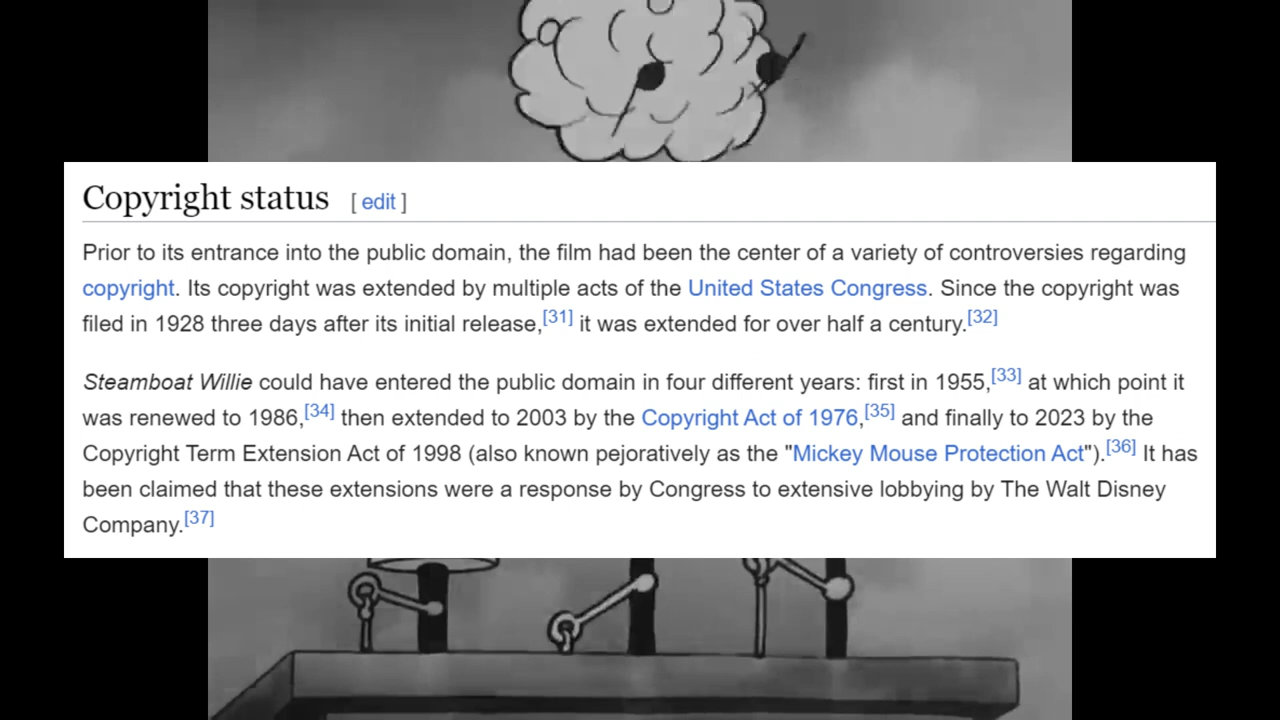 Copyright status [ edit ]
Prior to its entrance into the public domain, the film had been the center of a variety of controversies regarding
copyright. Its copyright was extended by multiple acts of the United States Congress. Since the copyright was
filed in 1928 three days after its initial release,[31] it was extended for over half a century.[32]
Steamboat Willie could have entered the public domain in four different years: first in 1955,[33] at which point it
was renewed to 1986,[34] then extended to 2003 by the Copyright Act of 1976,[35] and finally to 2023 by the
Copyright Term Extension Act of 1998 (also known pejoratively as the "Mickey Mouse Protection Act").[36] It has
been claimed that these extensions were a response by Congress to extensive lobbying by The Walt Disney
Company.[37]